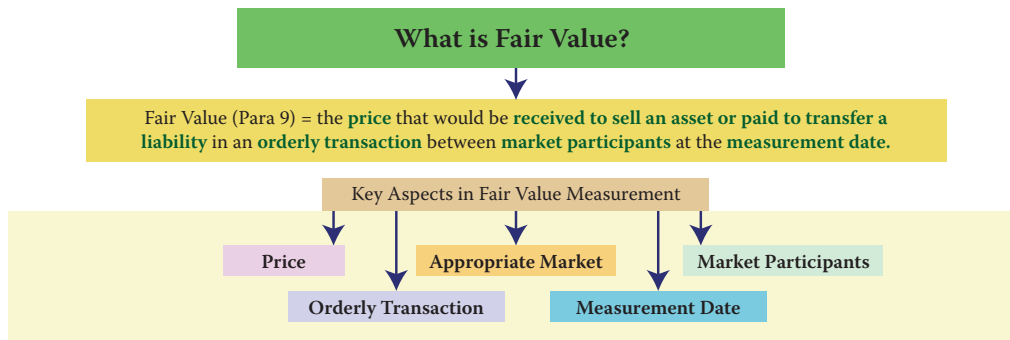 What is Fair Value?
Fair Value (Para 9) = the price that would be received to sell an asset or paid to transfer a
liability in an orderly transaction between market participants at the measurement date.
Key Aspects in Fair Value Measurement
Price
Appropriate Market
Market Participants
Orderly Transaction
Measurement Date